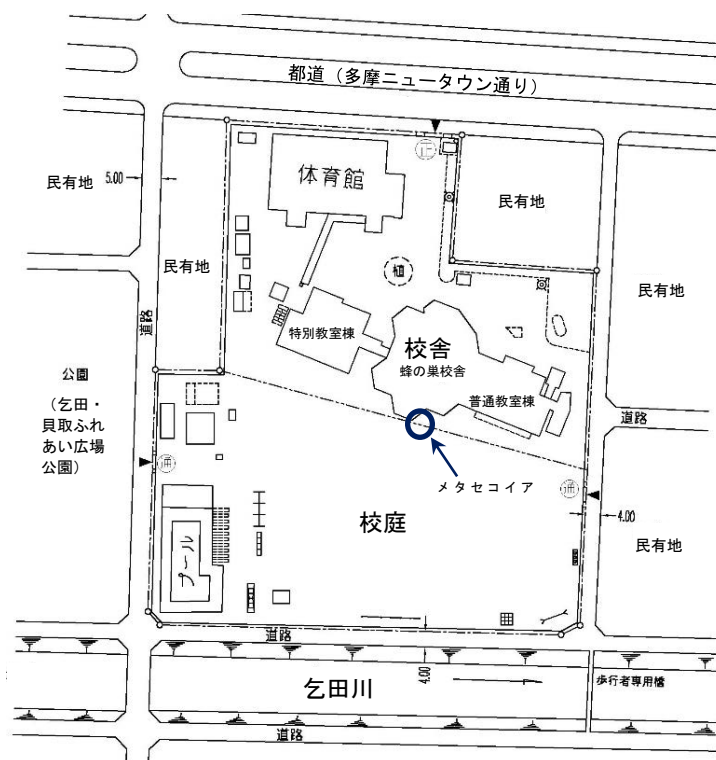 都道(多摩ニュータウン通り)
正
体育館
民有地
5.00
民有地
民有地
民有地
植
道路
特別教室棟
校舎
蜂の巣校舎
公園
(乞田・
貝取ふれ
あい広場
公園)
普通教室棟
道路
通
メタセコイア
通
校庭
4.00
民有地
プール
道路
4.00
乞田川
歩行者専用橋
道路